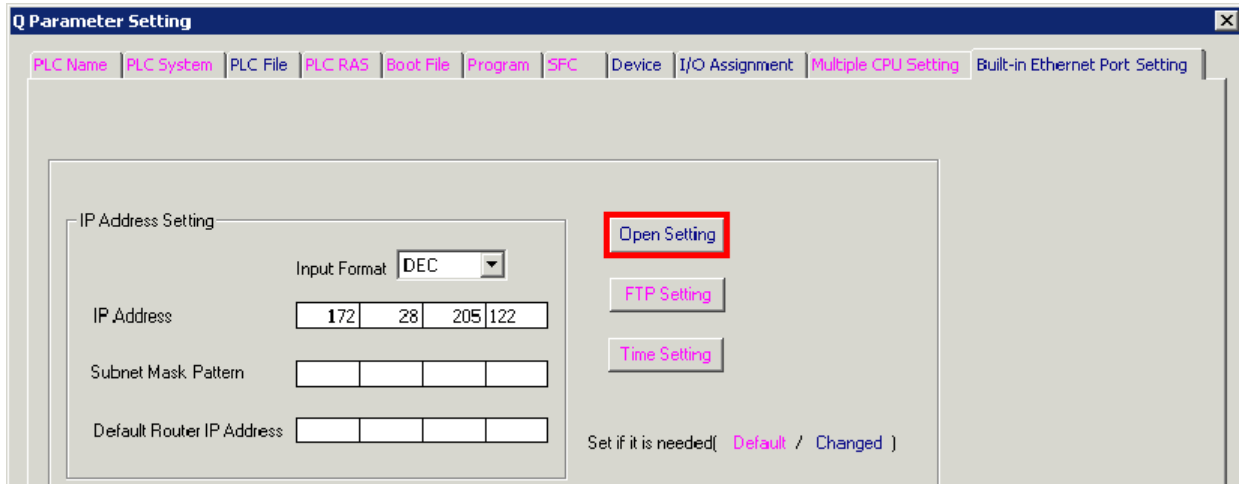 Q Parameter Setting
PLC Name PLC System PLC File PLC RAS Boot File Program SFC Device I/O Assignment Multiple CPU Setting Built-in Ethernet Port Setting
IP Address Setting
Open Setting
Input Format DEC
FTP Setting
IP Address 172 28 205 122
Time Setting
Subnet Mask Pattern
Default Router IP Address
Set if it is needed( Default / Changed )